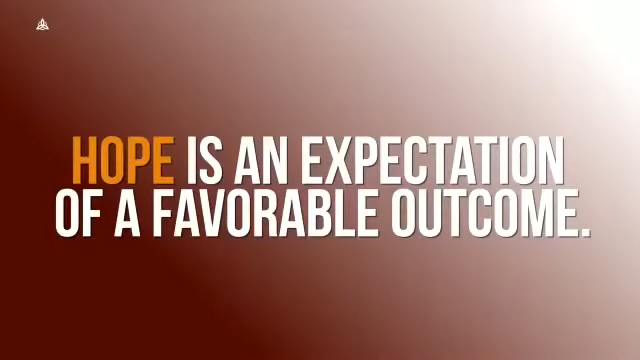 HOPE IS AN EXPECTATION
OF A FAVORABLE OUTCOME.